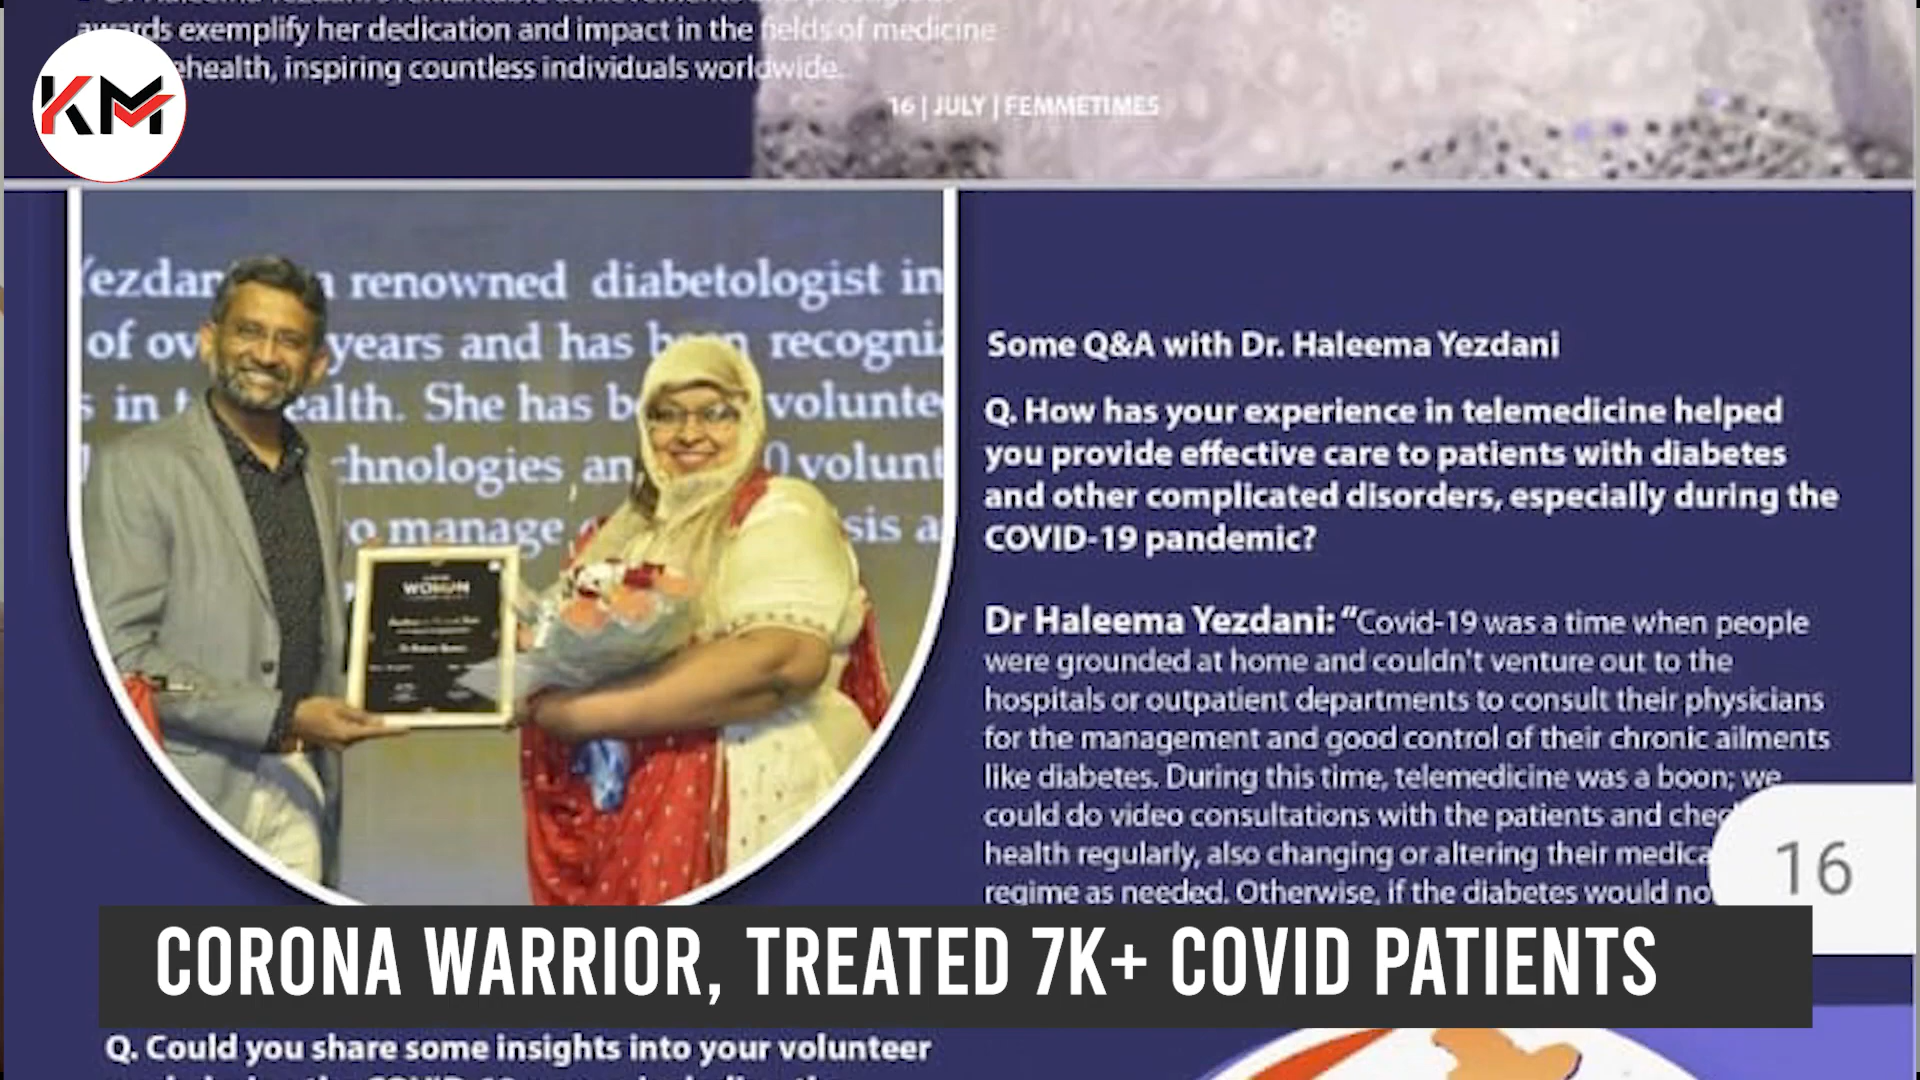 KM
awards exemplify her dedication and impact in the fields of medicine
ehealth, inspiring countless individuals worldwide.
16 | JULY | FEMMETIMES
Yezdan renowned diabetologist in
of ov years and has been recogni
s in t ealth. She has be volunte
chnologies an 0 volunt
to manage sis a
WOMAN
Some Q&A with Dr. Haleema Yezdani
Q. How has your experience in telemedicine helped
you provide effective care to patients with diabetes
and other complicated disorders, especially during the
COVID-19 pandemic?
Dr Haleema Yezdani: “Covid-19 was a time when people
were grounded at home and couldn't venture out to the
hospitals or outpatient departments to consult their physicians
for the management and good control of their chronic ailments
like diabetes. During this time, telemedicine was a boon; we
could do video consultations with the patients and chec
health regularly, also changing or altering their medica
regime as needed. Otherwise, if the diabetes would no
16
CORONA WARRIOR, TREATED 7K+ COVID PATIENTS
Q. Could you share some insights into your volunteer